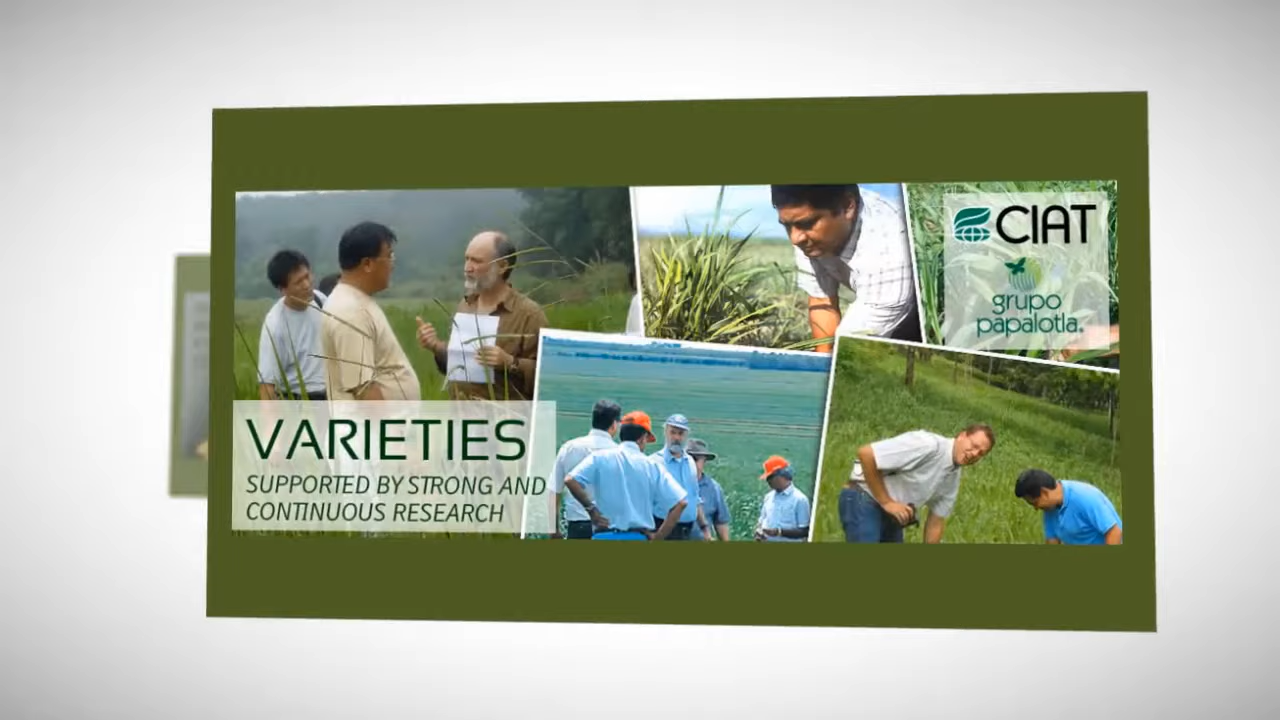 CIAT
grupo
papalotla®
VARIETIES
SUPPORTED BY STRONG AND
CONTINUOUS RESEARCH